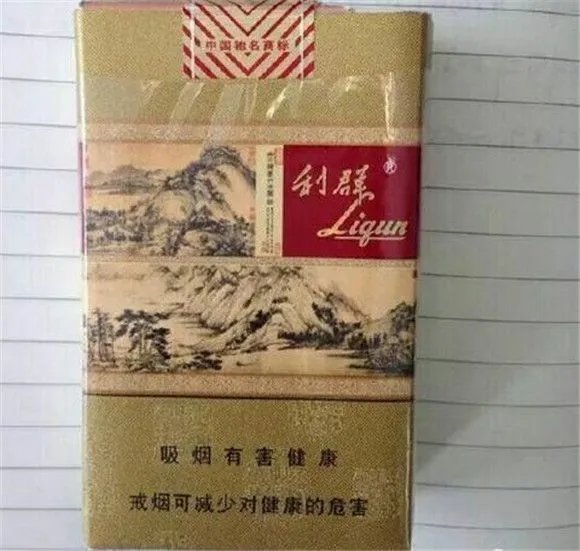 中国驰名商标
利群
Liqun
吸烟有害健康
戒烟可减少对健康的危害